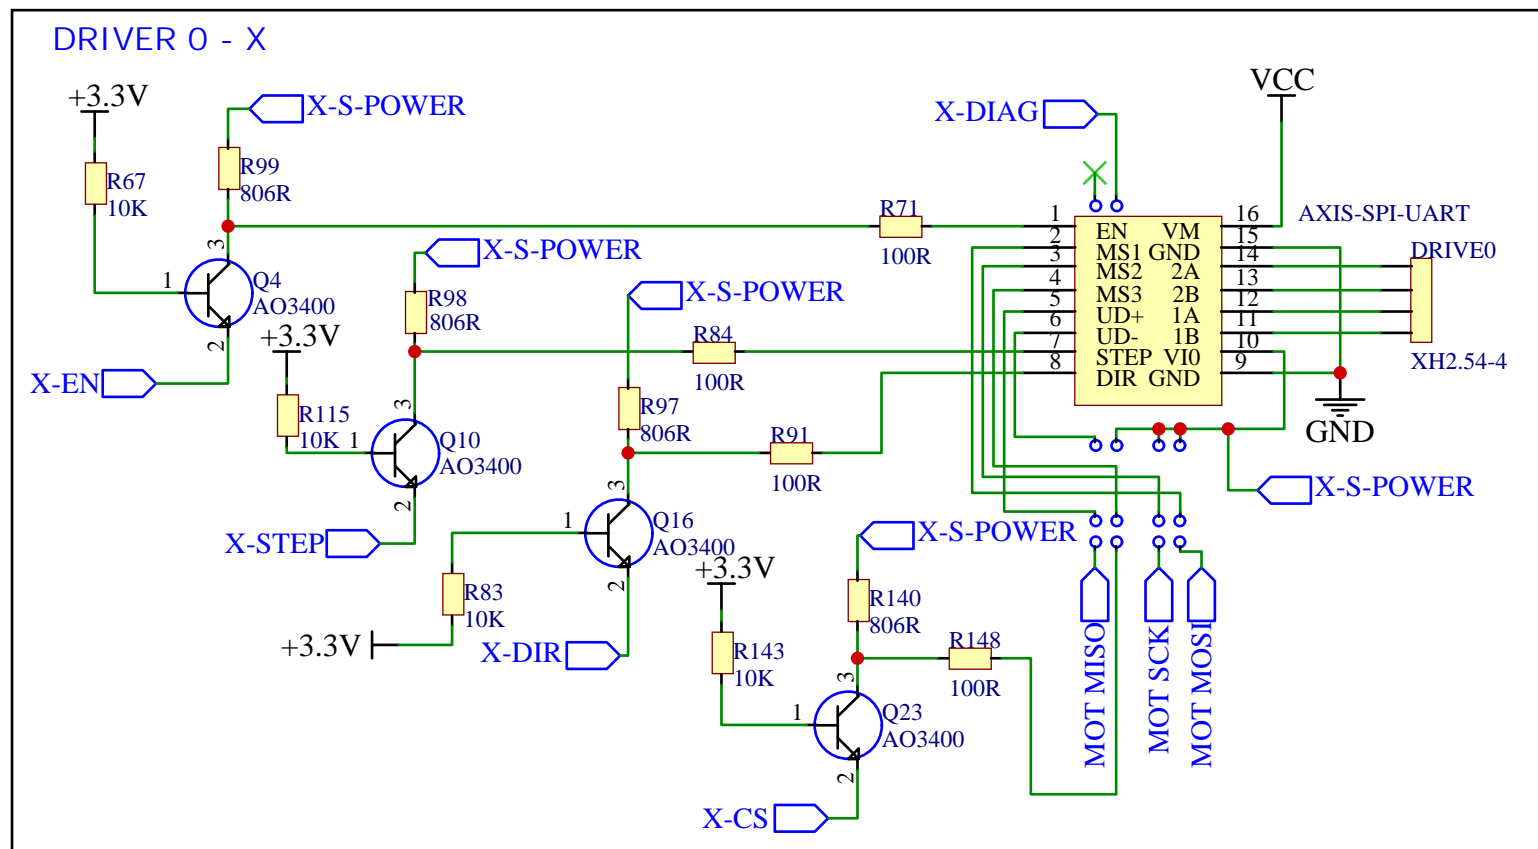 DRIVER 0 - X
+3.3V
X-S-POWER
R99
806R
R67
10K
3
1
Q4
AO3400
2
X-EN
X-S-POWER
R98
806R
+3.3V
R115
10K
3
1
Q10
AO3400
2
X-STEP
X-S-POWER
R97
806R
3
1
Q16
AO3400
2
R83
10K
+3.3V
X-DIR
R71
100R
R84
100R
R91
100R
X-S-POWER
+3.3V
R140
806R
R143
10K
R148
100R
3
1
Q23
AO3400
2
X-CS
X-DIAG
VCC
AXIS-SPI-UART
1 EN VM 16
2 MS1 GND 15
3 MS2 2A 14
4 MS3 2B 13
5 UD+ 1A 12
6 UD- 1B 11
7 STEP VI0 10
8 DIR GND 9
DRIVE0
XH2.54-4
GND
X-S-POWER
MOT MISO
MOT SCK
MOT MOSI